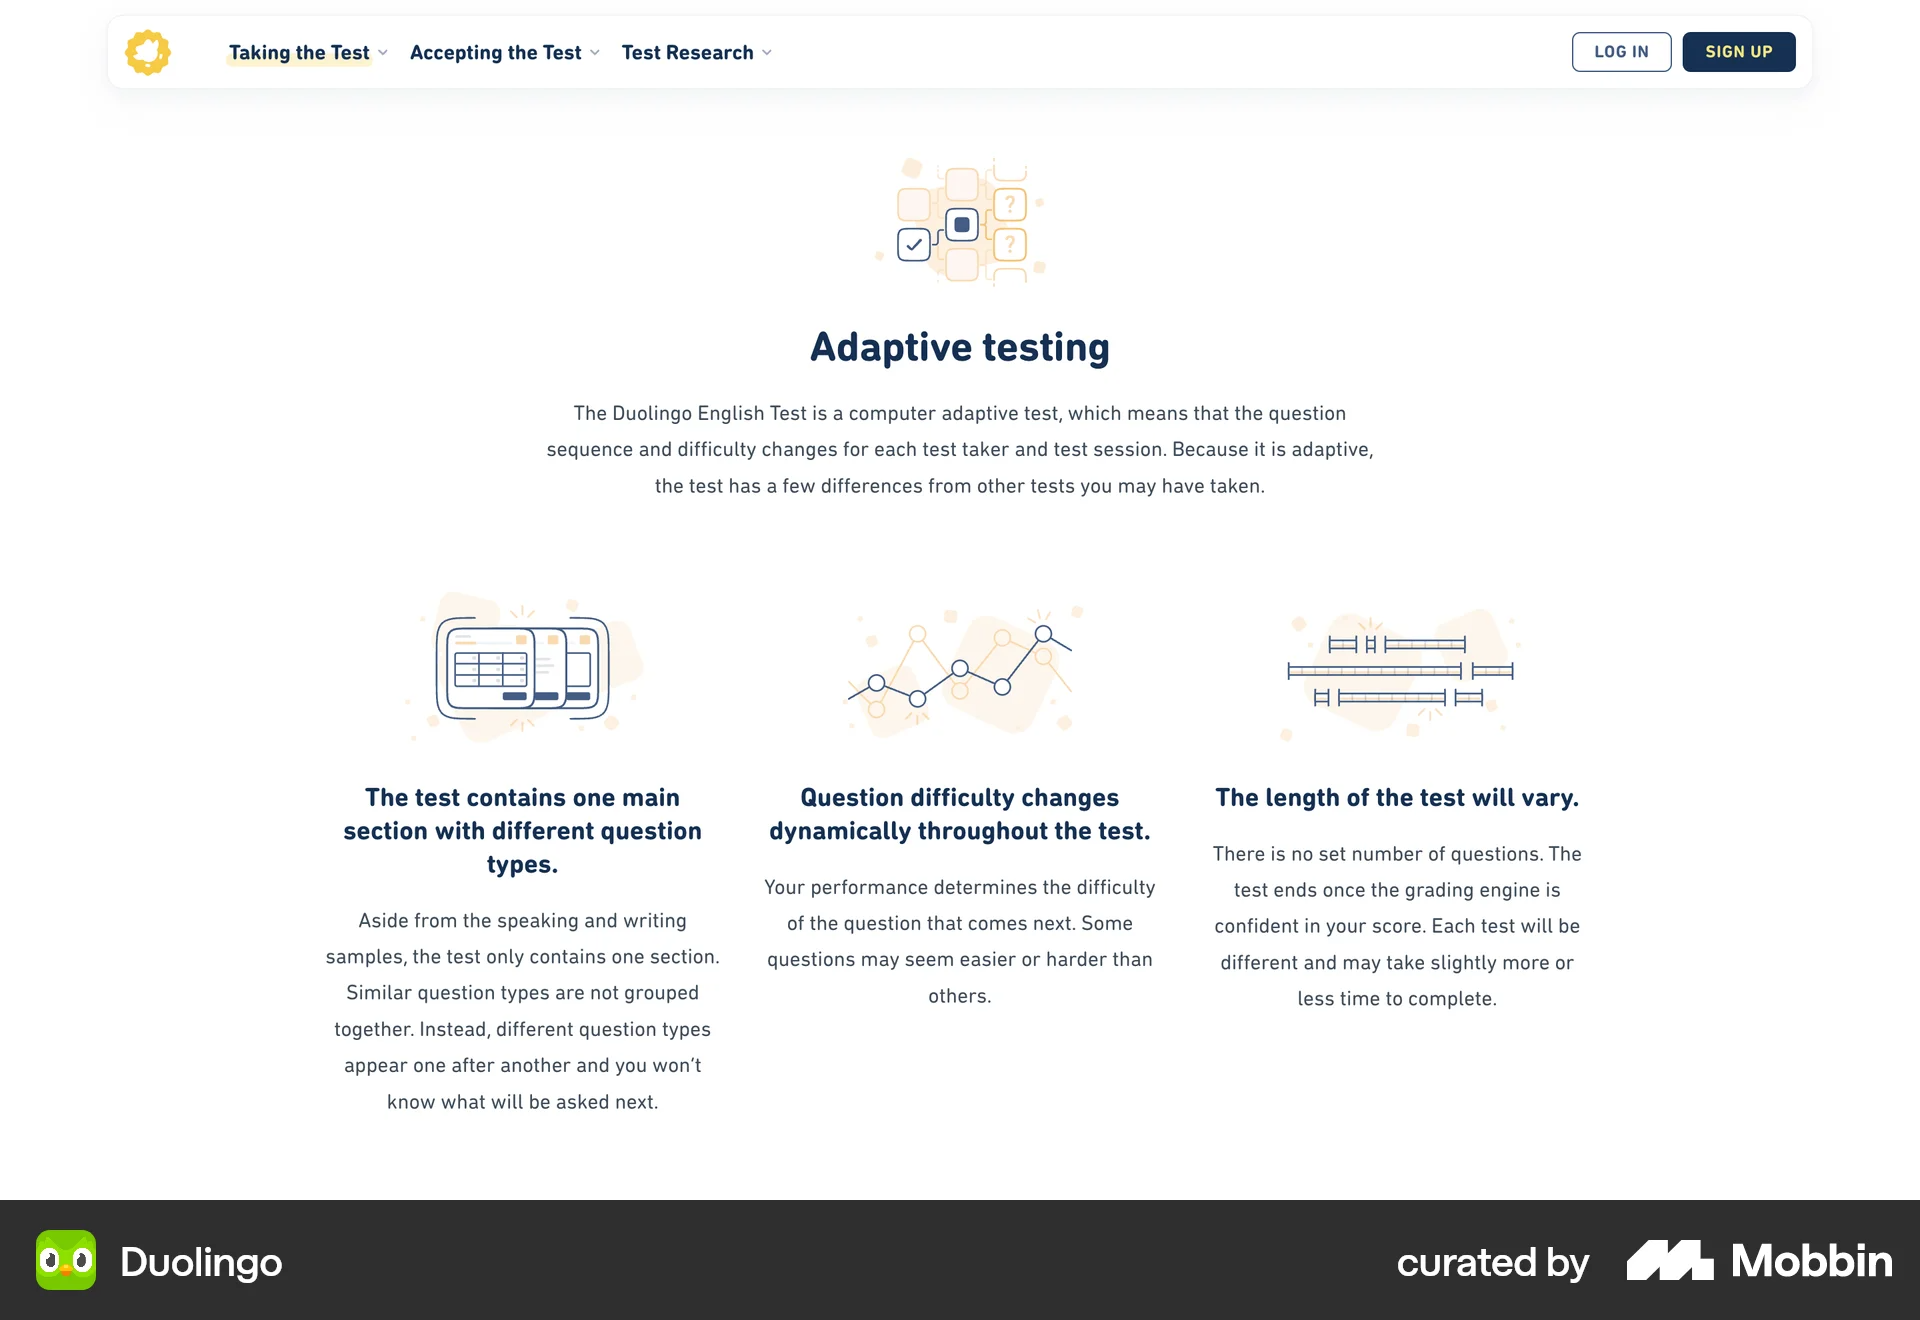 Taking the Test
Accepting the Test
Test Research
LOG IN
SIGN UP
?
?
Adaptive testing
The Duolingo English Test is a computer adaptive test, which means that the question
sequence and difficulty changes for each test taker and test session. Because it is adaptive,
the test has a few differences from other tests you may have taken.
The test contains one main
section with different question
types.
Aside from the speaking and writing
samples, the test only contains one section.
Similar question types are not grouped
together. Instead, different question types
appear one after another and you won’t
know what will be asked next.
Question difficulty changes
dynamically throughout the test.
Your performance determines the difficulty
of the question that comes next. Some
questions may seem easier or harder than
others.
The length of the test will vary.
There is no set number of questions. The
test ends once the grading engine is
confident in your score. Each test will be
different and may take slightly more or
less time to complete.
Duolingo
curated by
Mobbin